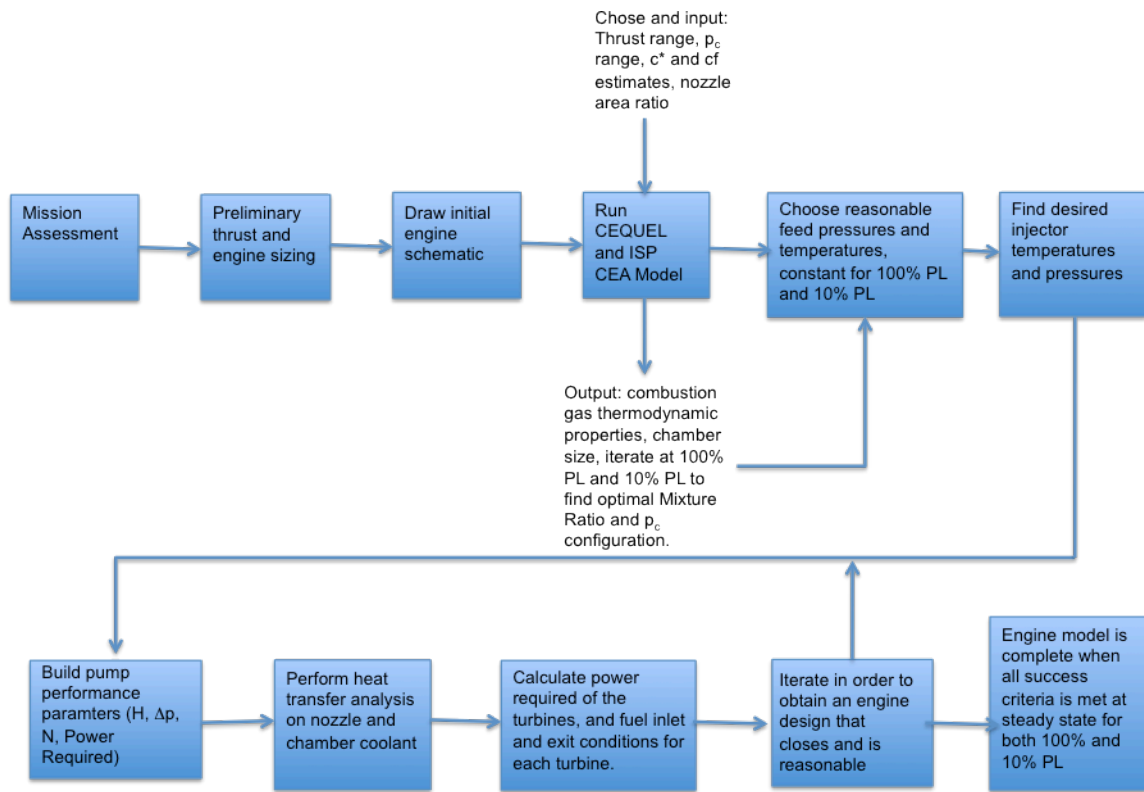 Chose and input:
Thrust range, pc
range, c* and cf
estimates, nozzle
area ratio
Mission
Assessment
Preliminary
thrust and
engine sizing
Draw initial
engine
schematic
Run
CEQUEL
and ISP
CEA Model
Choose reasonable
feed pressures and
temperatures,
constant for 100% PL
and 10% PL
Find desired
injector
temperatures
and pressures
Output: combustion
gas thermodynamic
properties, chamber
size, iterate at 100%
PL and 10% PL to
find optimal Mixture
Ratio and pc
configuration.
Build pump
performance
paramters (H, Δp,
N, Power
Required)
Perform heat
transfer analysis
on nozzle and
chamber coolant
Calculate power
required of the
turbines, and fuel inlet
and exit conditions for
each turbine.
Iterate in order to
obtain an engine
design that
closes and is
reasonable
Engine model is
complete when
all success
criteria is met at
steady state for
both 100% and
10% PL